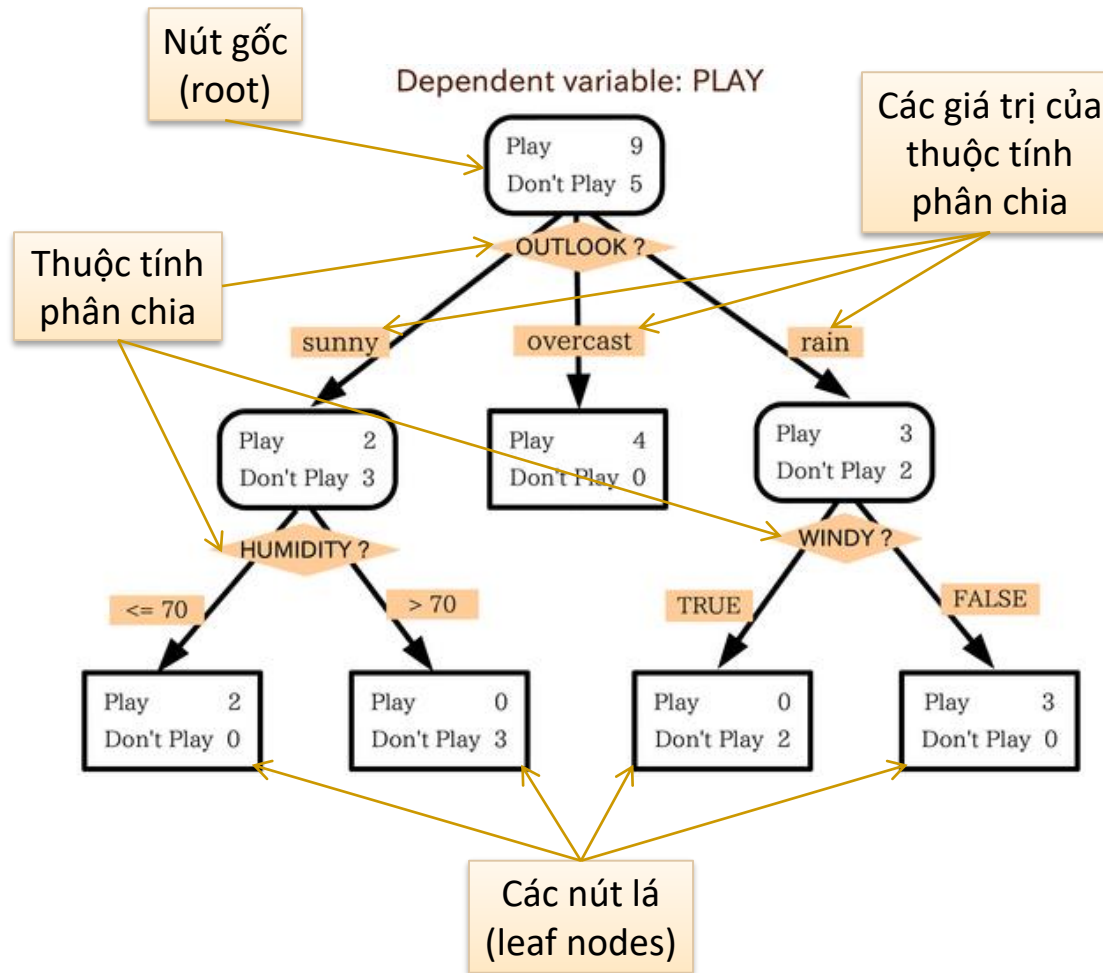 Nút gốc
(root)
Dependent variable: PLAY
Các giá trị của
thuộc tính
phân chia
Play 9
Don't Play 5
Thuộc tính
phân chia
OUTLOOK ?
sunny
overcast
rain
Play 2
Don't Play 3
Play 4
Don't Play 0
Play 3
Don't Play 2
HUMIDITY ?
WINDY ?
<= 70
> 70
TRUE
FALSE
Play 2
Don't Play 0
Play 0
Don't Play 3
Play 0
Don't Play 2
Play 3
Don't Play 0
Các nút lá
(leaf nodes)